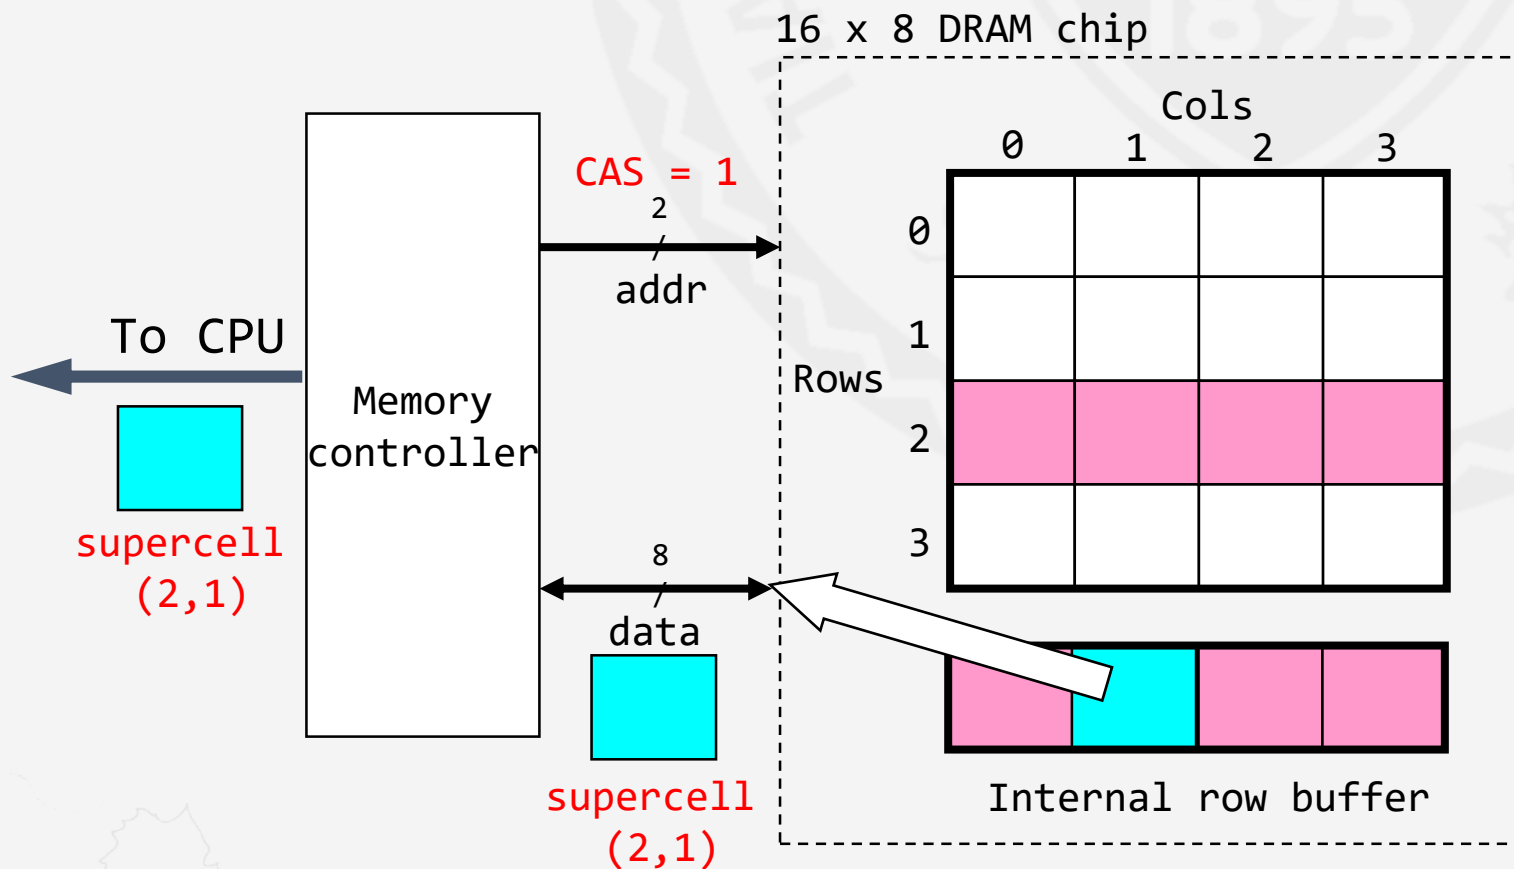 16 x 8 DRAM chip
Cols
0 1 2 3
CAS = 1
2
/
addr
0
1
Rows
2
3
To CPU
Memory
controller
supercell
(2,1)
8
/
data
supercell
(2,1)
Internal row buffer
1893